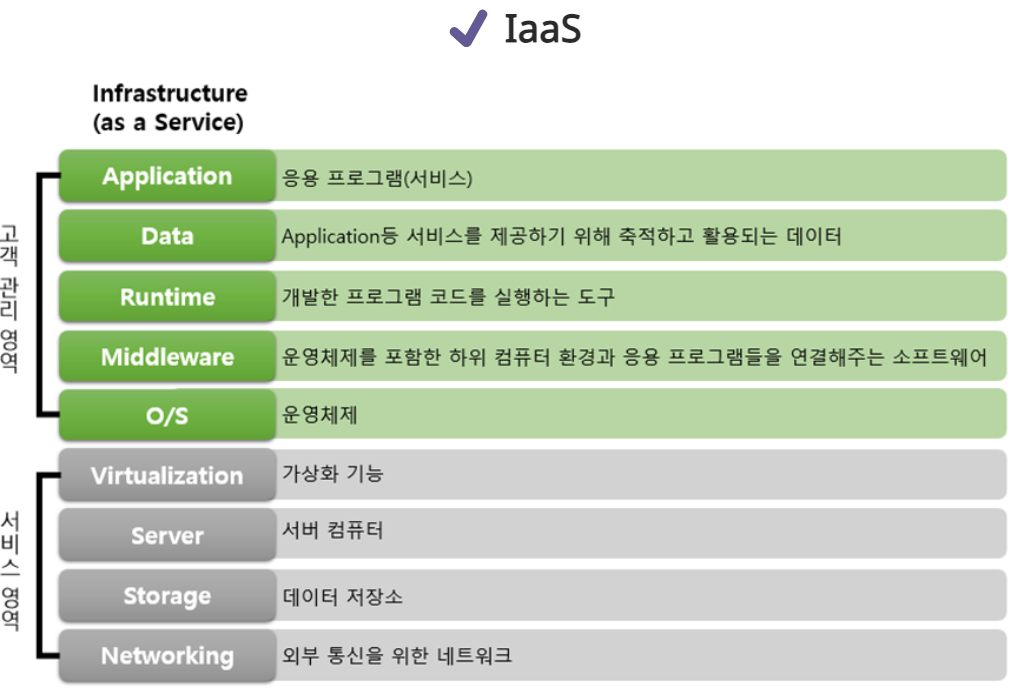 IaaS
Infrastructure
(as a Service)
고객 관리 영역
Application 응용 프로그램(서비스)
Data Application등 서비스를 제공하기 위해 축적하고 활용되는 데이터
Runtime 개발한 프로그램 코드를 실행하는 도구
Middleware 운영체제를 포함한 하위 컴퓨터 환경과 응용 프로그램들을 연결해주는 소프트웨어
O/S 운영체제
서비스 영역
Virtualization 가상화 기능
Server 서버 컴퓨터
Storage 데이터 저장소
Networking 외부 통신을 위한 네트워크